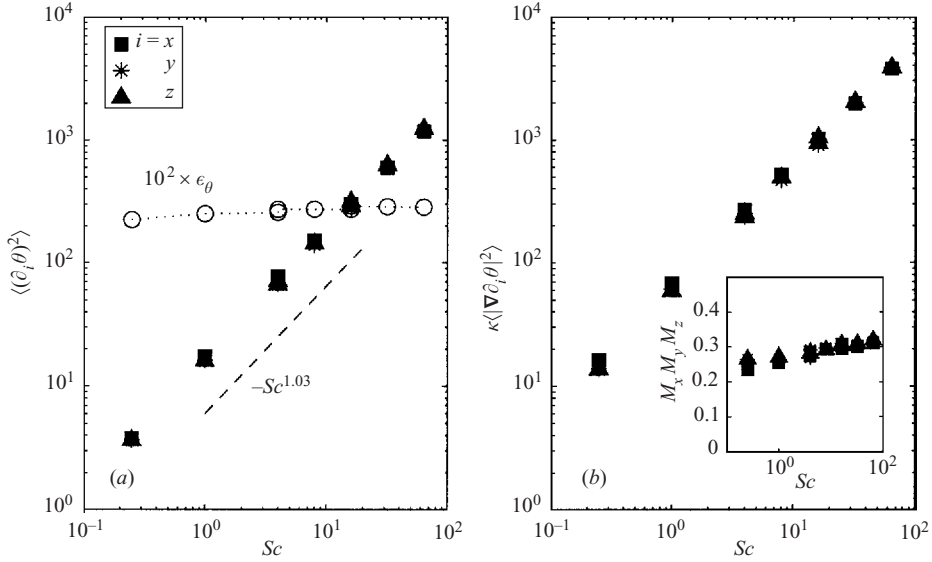 10^4
i = x
y
z
10^3
10^2 × ϵ_θ
⟨(∂_iθ)^2⟩
10^2
10^1
–Sc^1.03
(a)
10^0
10^–1
10^0
10^1
10^2
Sc
10^4
10^3
κ⟨|∇∂_iθ|^2⟩
10^2
0.4
0.3
0.2
0.1
0
M_x M_y M_z
10^0
10^2
Sc
10^1
(b)
10^0
10^–1
10^0
10^1
10^2
Sc